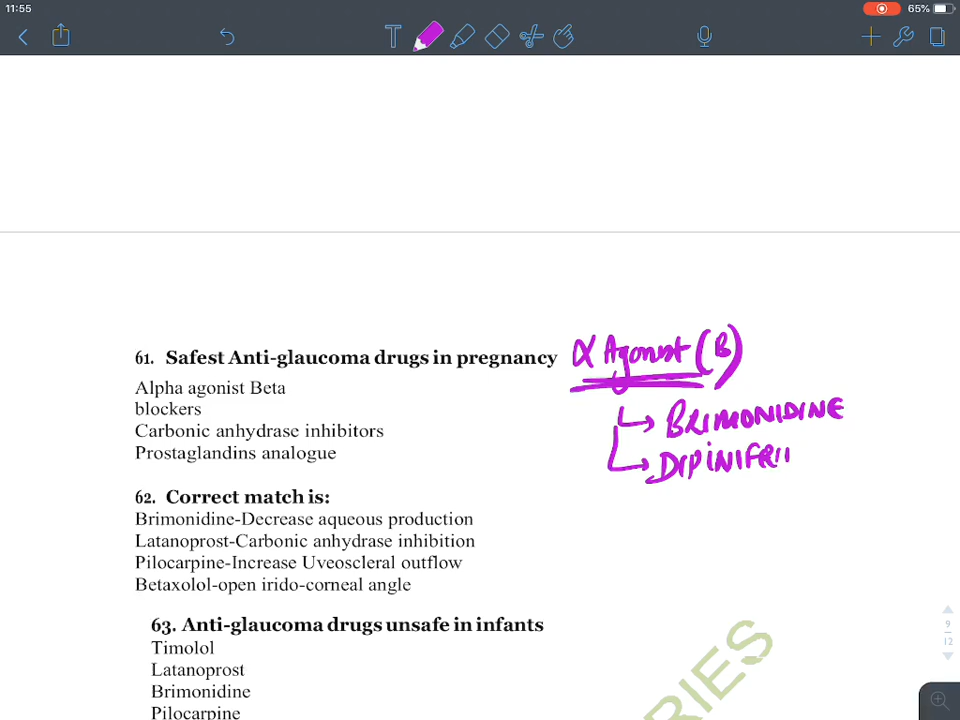 11:55
65%
61. Safest Anti-glaucoma drugs in pregnancy
α Agonist (B)
Alpha agonist Beta
blockers
Carbonic anhydrase inhibitors
Prostaglandins analogue
BRIMONIDINE
62. Correct match is:
Brimonidine-Decrease aqueous production
Latanoprost-Carbonic anhydrase inhibition
Pilocarpine-Increase Uveoscleral outflow
Betaxolol-open irido-corneal angle
63. Anti-glaucoma drugs unsafe in infants
Timolol
Latanoprost
Brimonidine
Pilocarpine
9
12